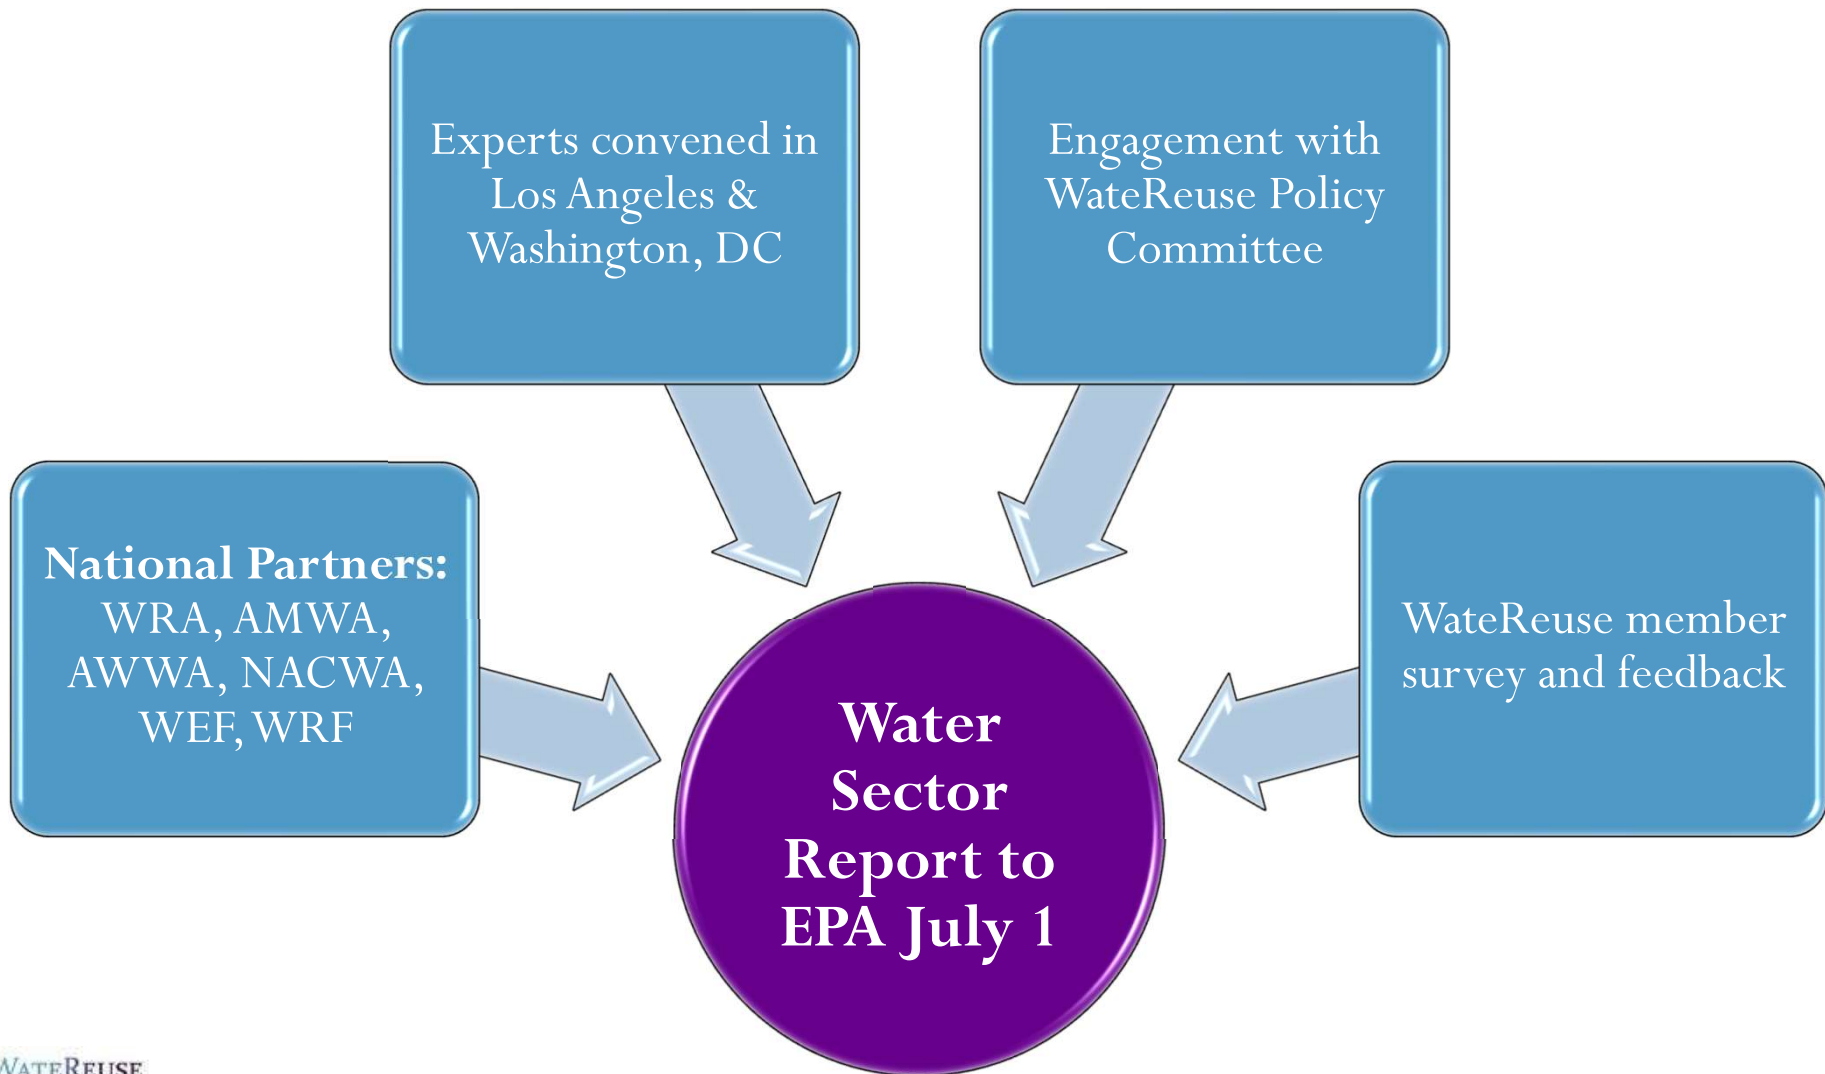 Experts convened in
Los Angeles &
Washington, DC
Engagement with
WateReuse Policy
Committee
National Partners:
WRA, AMWA,
AWWA, NACWA,
WEF, WRF
WateReuse member
survey and feedback
Water
Sector
Report to
EPA July 1
WATEREUSE